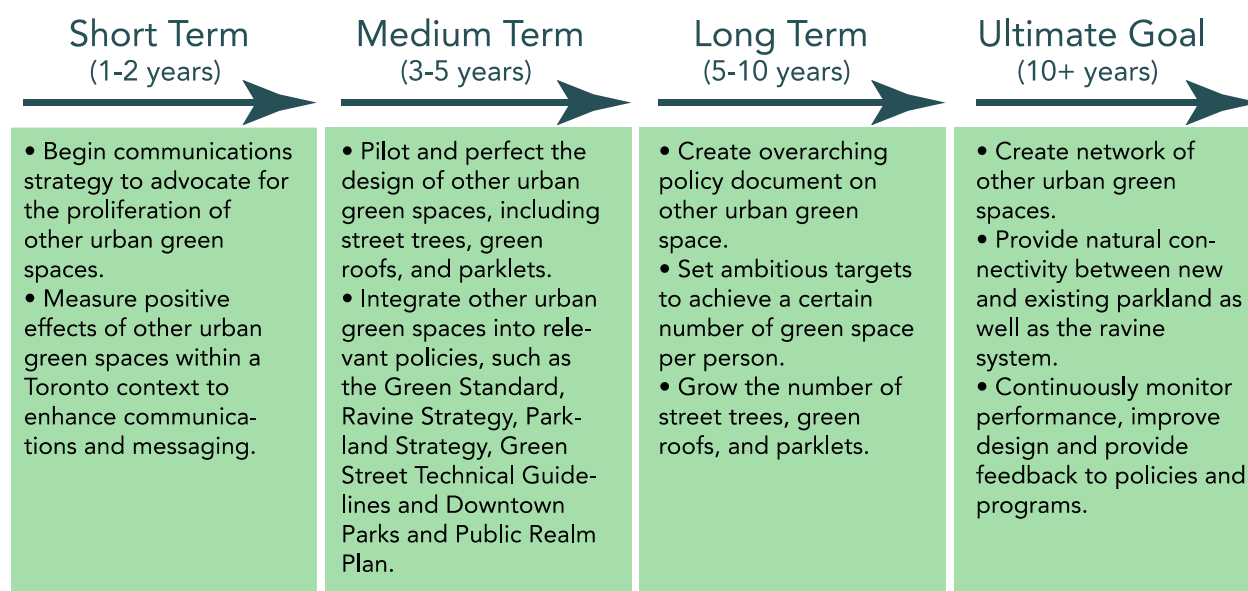 Short Term
(1-2 years)
• Begin communications
strategy to advocate for
the proliferation of
other urban green
spaces.
• Measure positive
effects of other urban
green spaces within a
Toronto context to
enhance communica-
tions and messaging.
Medium Term
(3-5 years)
• Pilot and perfect the
design of other urban
green spaces, including
street trees, green
roofs, and parklets.
• Integrate other urban
green spaces into rele-
vant policies, such as
the Green Standard,
Ravine Strategy, Park-
land Strategy, Green
Street Technical Guide-
lines and Downtown
Parks and Public Realm
Plan.
Long Term
(5-10 years)
• Create overarching
policy document on
other urban green
space.
• Set ambitious targets
to achieve a certain
number of green space
per person.
• Grow the number of
street trees, green
roofs, and parklets.
Ultimate Goal
(10+ years)
• Create network of
other urban green
spaces.
• Provide natural con-
nectivity between new
and existing parkland as
well as the ravine
system.
• Continuously monitor
performance, improve
design and provide
feedback to policies and
programs.